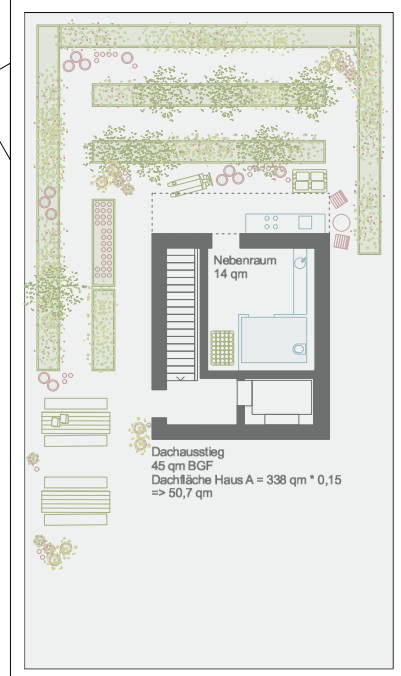 Nebenraum
14 qm
Dachausstieg
45 qm BGF
Dachfläche Haus A = 338 qm * 0,15
=> 50,7 qm